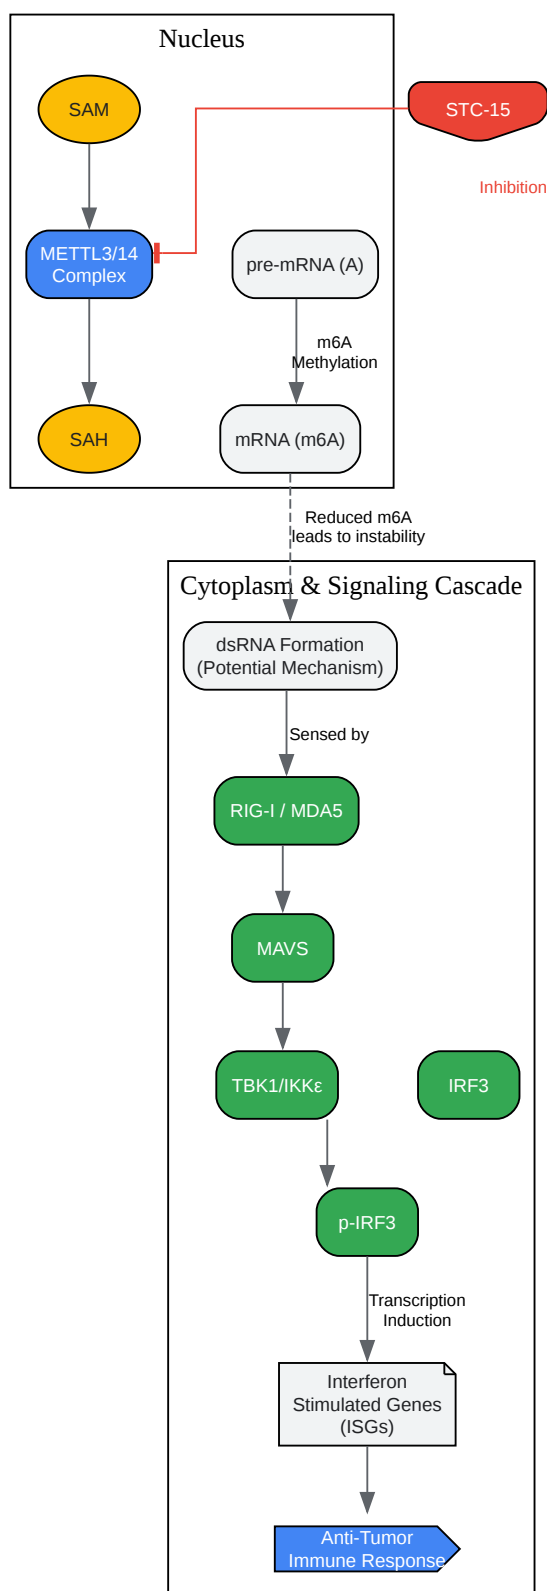 Nucleus
SAM
STC-15
Inhibition
METTL3/14
Complex
pre-mRNA (A)
m6A
Methylation
SAH
mRNA (m6A)
Reduced m6A
leads to instability
Cytoplasm & Signaling Cascade
dsRNA Formation
(Potential Mechanism)
Sensed by
RIG-I / MDA5
MAVS
TBK1/IKKε
IRF3
p-IRF3
Transcription
Induction
Interferon
Stimulated Genes
(ISGs)
Anti-Tumor
Immune Response